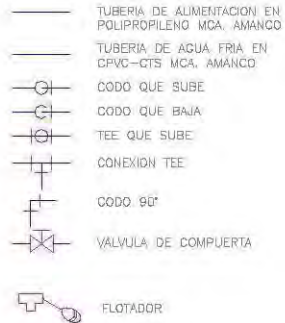 TUBERIA DE ALIMENTACION EN
POLIPROPILENO MCA. AMANCO
TUBERIA DE AGUA FRIA EN
CPVC-CTS MCA. AMANCO
CODO QUE SUBE
CODO QUE BAJA
TEE QUE SUBE
CONEXION TEE
CODO 90°
VALVULA DE COMPUERTA
FLOTADOR